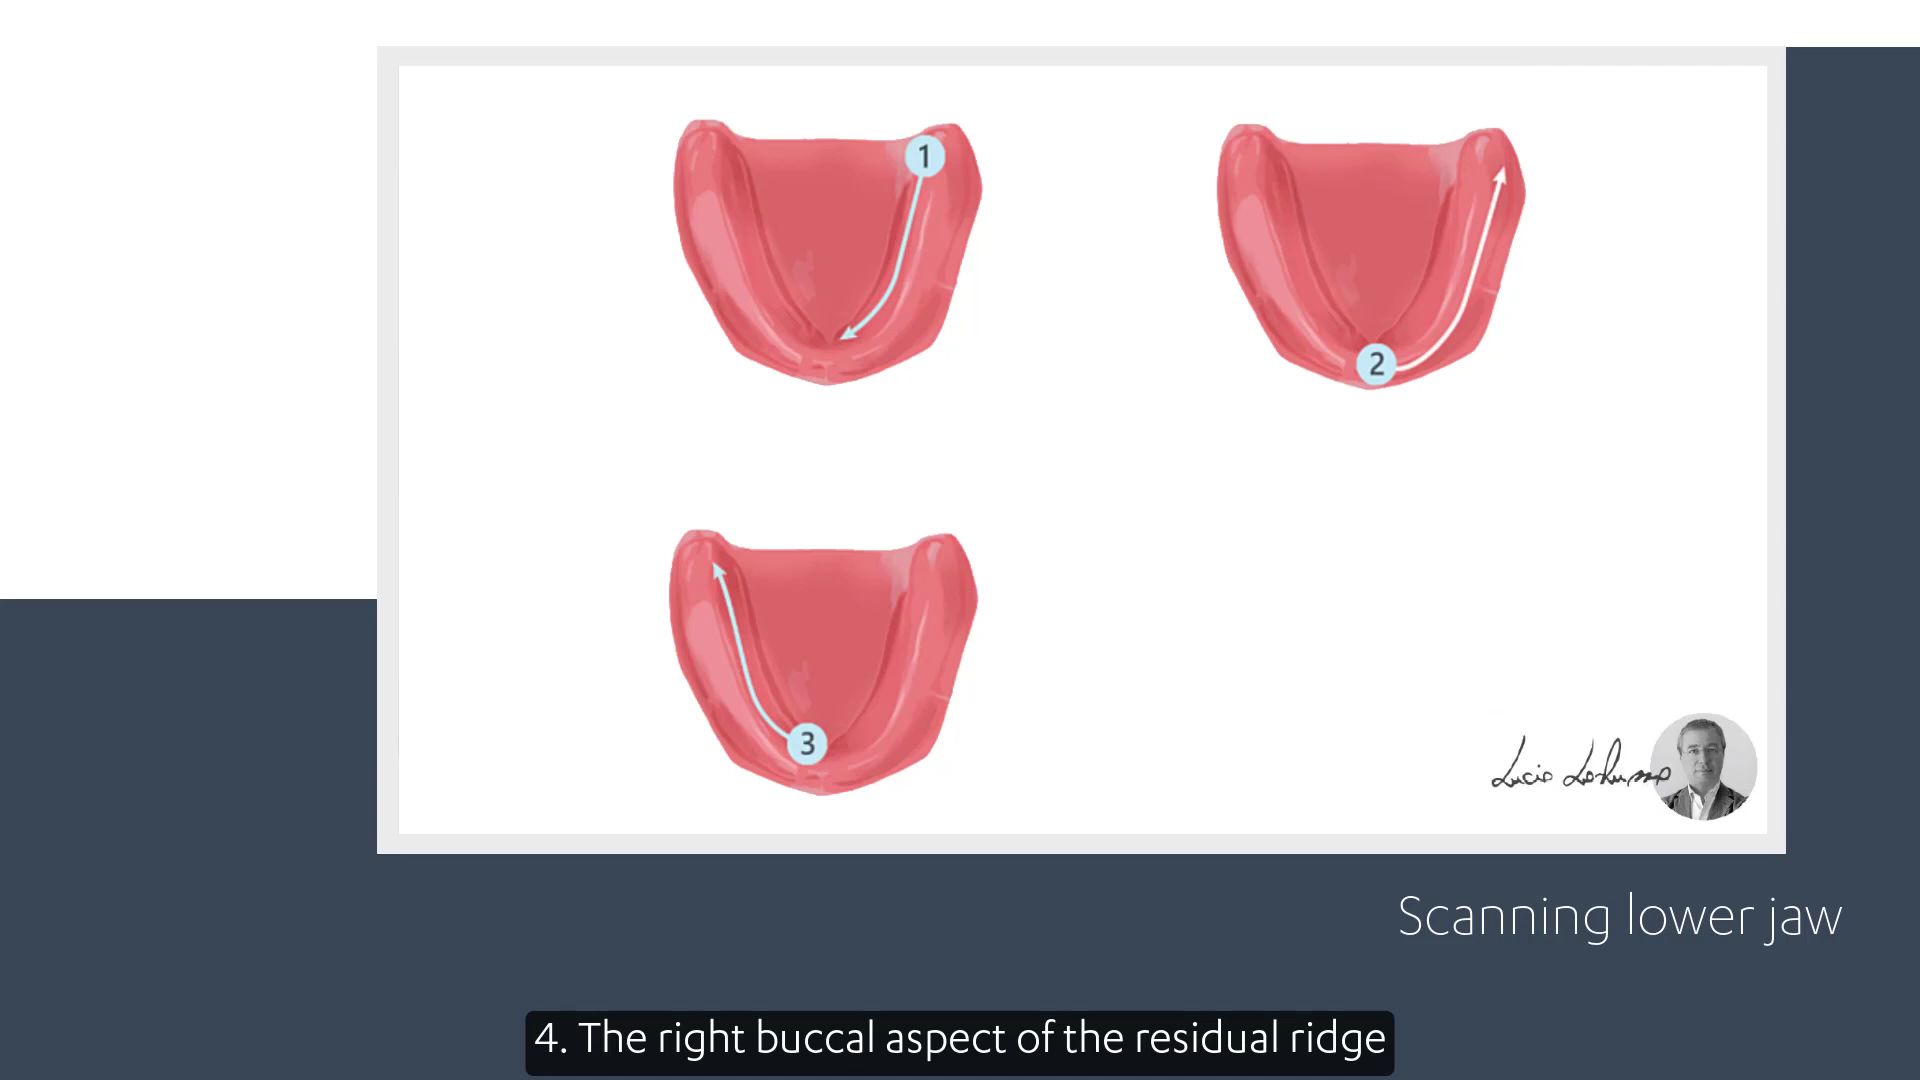 1
2
3
Scanning lower jaw
4. The right buccal aspect of the residual ridge